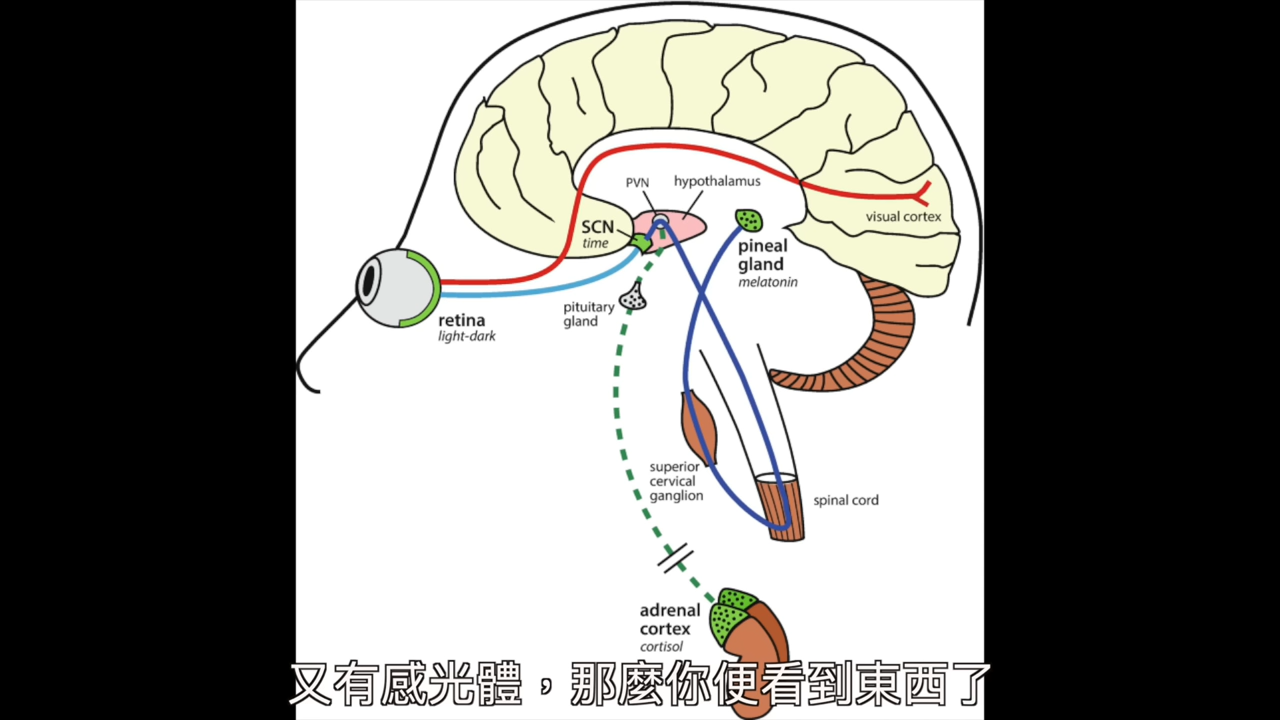 PVN
hypothalamus
visual cortex
SCN
time
pineal
gland
melatonin
pituitary
gland
retina
light-dark
superior
cervical
ganglion
spinal cord
adrenal
cortex
cortisol
又有感光體，那麼你便看到東西了